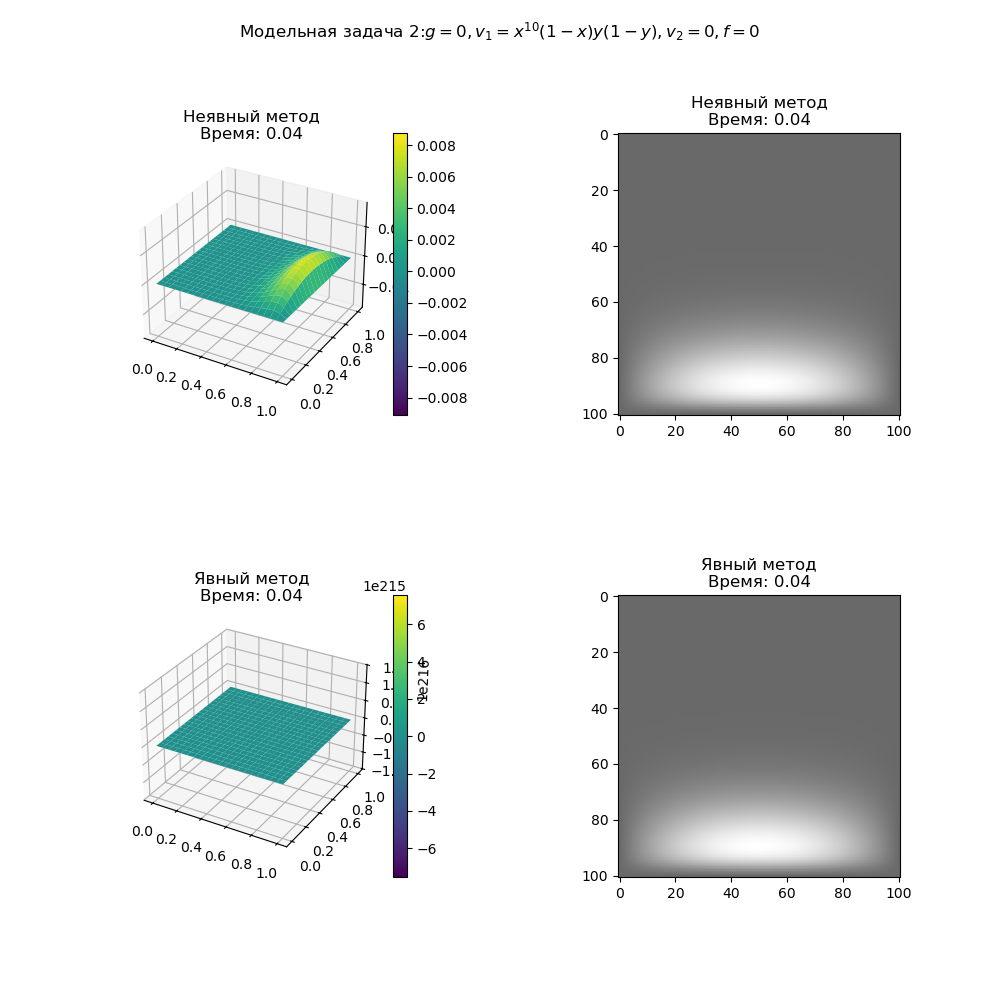 Модельная задача 2:g = 0, v₁ = x¹⁰(1 − x)y(1 − y), v₂ = 0, f = 0
Неявный метод
Время: 0.04
0.008
0.006
0.004
0.002
0.000
−0.002
−0.004
−0.006
−0.008
0.0 0.2 0.4 0.6 0.8 1.0
0.0 0.2 0.4 0.6 0.8 1.0
Неявный метод
Время: 0.04
0
20
40
60
80
100
0 20 40 60 80 100
Явный метод
Время: 0.04
1e215
6
4
2
0
−2
−4
−6
0.0 0.2 0.4 0.6 0.8 1.0
0.0 0.2 0.4 0.6 0.8 1.0
Явный метод
Время: 0.04
0
20
40
60
80
100
0 20 40 60 80 100